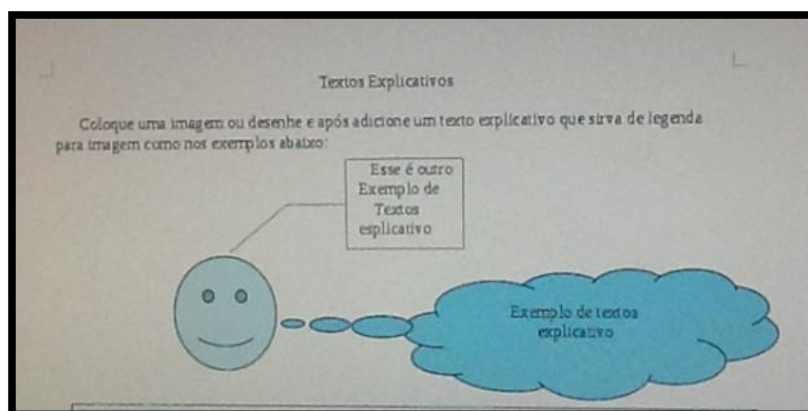 Textos Explicativos
Coloque uma imagem ou desenhe e após adicione um texto explicativo que sirva de legenda
para imagem como nos exemplos abaixo:
Esse é outro
Exemplo de
Textos
esplicativo
Exemplo de textos
explicativo